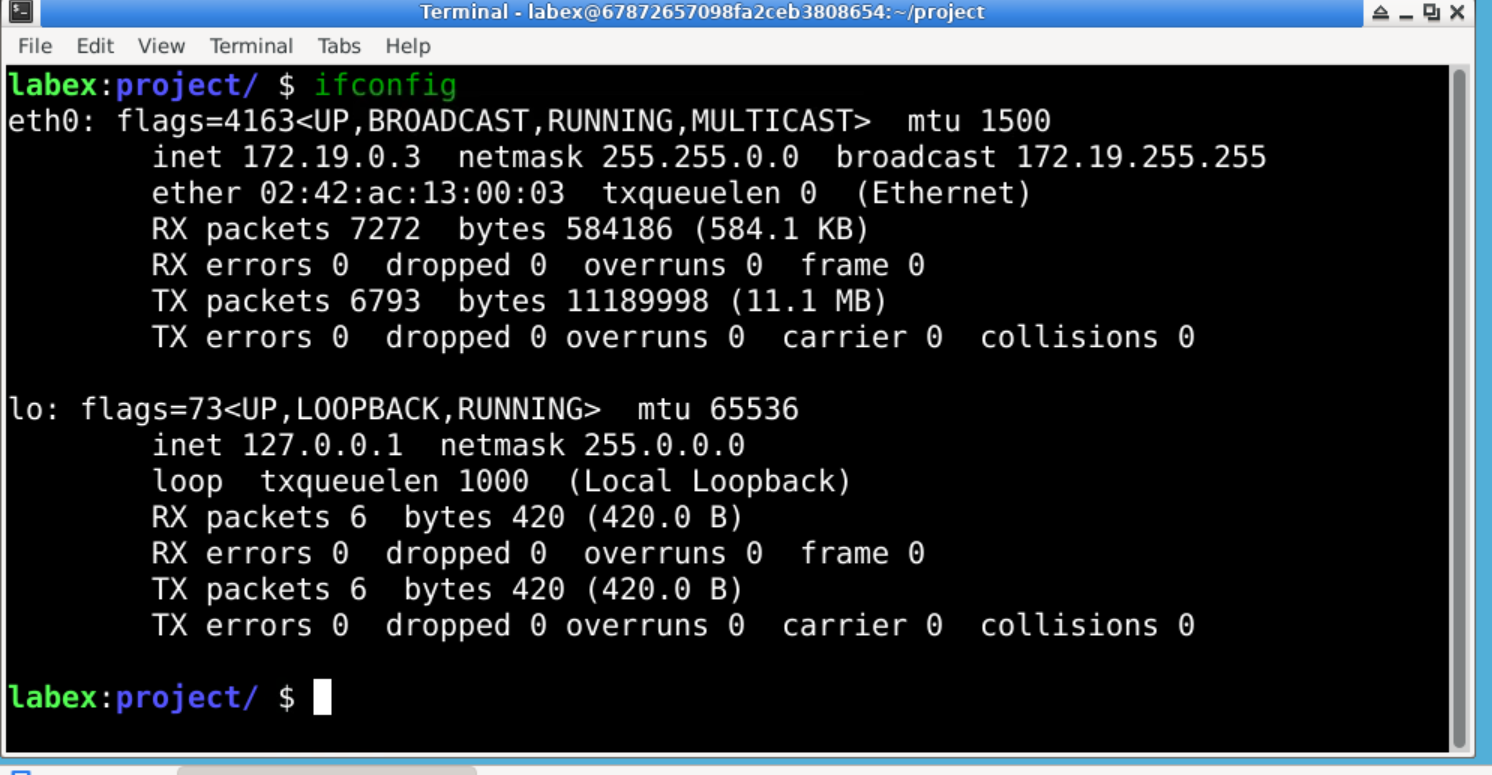 Terminal - labex@67872657098fa2ceb3808654:~/project
File Edit View Terminal Tabs Help
labex:project/ $ ifconfig
eth0: flags=4163<UP,BROADCAST,RUNNING,MULTICAST>  mtu 1500
        inet 172.19.0.3  netmask 255.255.0.0  broadcast 172.19.255.255
        ether 02:42:ac:13:00:03  txqueuelen 0  (Ethernet)
        RX packets 7272  bytes 584186 (584.1 KB)
        RX errors 0  dropped 0  overruns 0  frame 0
        TX packets 6793  bytes 11189998 (11.1 MB)
        TX errors 0  dropped 0 overruns 0  carrier 0  collisions 0

lo: flags=73<UP,LOOPBACK,RUNNING>  mtu 65536
        inet 127.0.0.1  netmask 255.0.0.0
        loop  txqueuelen 1000  (Local Loopback)
        RX packets 6  bytes 420 (420.0 B)
        RX errors 0  dropped 0  overruns 0  frame 0
        TX packets 6  bytes 420 (420.0 B)
        TX errors 0  dropped 0 overruns 0  carrier 0  collisions 0

labex:project/ $